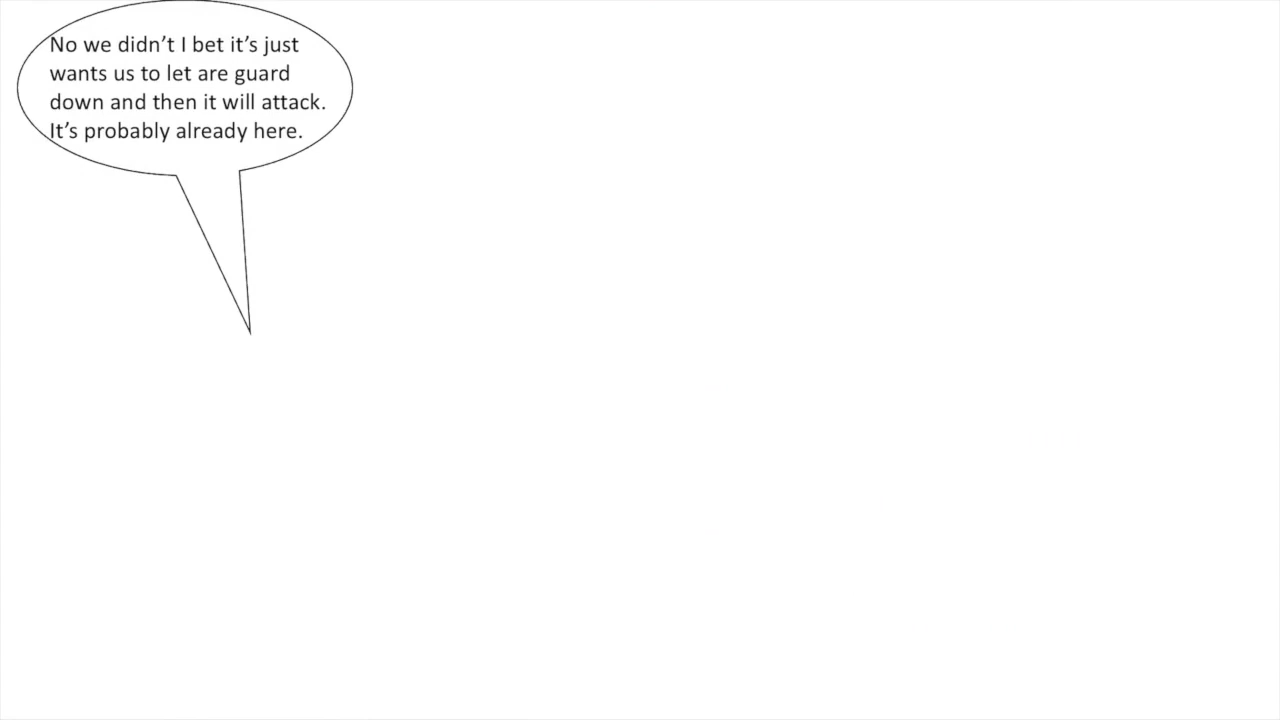 No we didn’t I bet it’s just
wants us to let are guard
down and then it will attack.
It’s probably already here.